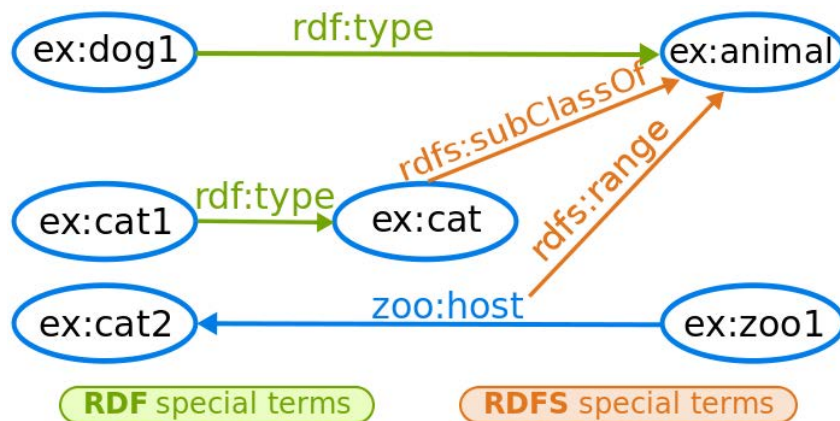 rdf:type
ex:dog1
ex:animal
rdfs:subClassOf
rdf:type
rdfs:range
ex:cat1
ex:cat
zoo:host
ex:cat2
ex:zoo1
RDF special terms
RDFS special terms